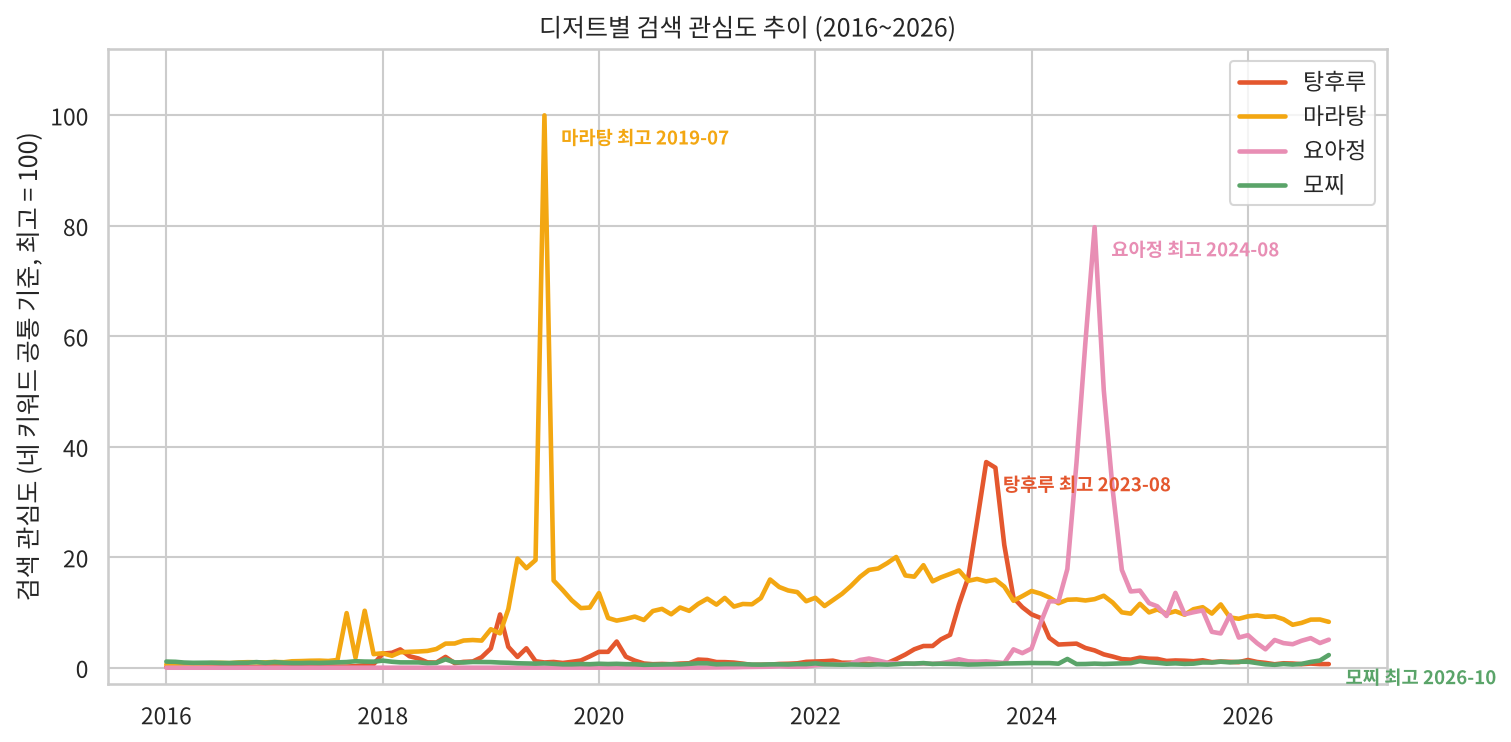 디저트별 검색 관심도 추이 (2016~2026)
검색 관심도 (네 키워드 공통 기준, 최고 = 100)
100
80
60
40
20
0
2016
2018
2020
2022
2024
2026
탕후루
마라탕
요아정
모찌
마라탕 최고 2019-07
요아정 최고 2024-08
탕후루 최고 2023-08
모찌 최고 2026-10